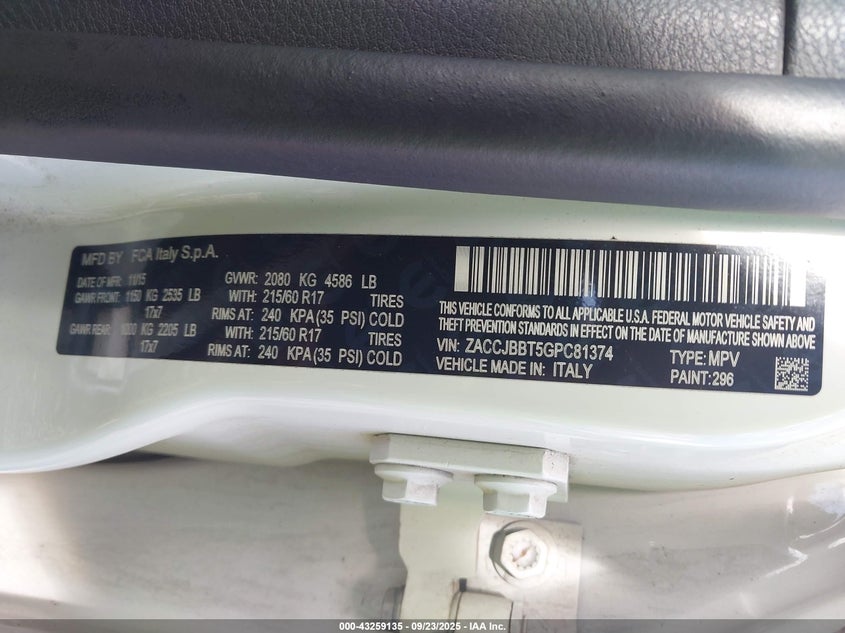 MFD BY FCA Italy S.p.A.
DATE OF MFR: 11/15 GVWR: 2080 KG 4586 LB
GAWR FRONT: 1150 KG 2535 LB WITH: 215/60 R17 TIRES
17x7 RIMS AT: 240 KPA (35 PSI) COLD
GAWR REAR: 1000 KG 2205 LB WITH: 215/60 R17 TIRES
17x7 RIMS AT: 240 KPA (35 PSI) COLD
THIS VEHICLE CONFORMS TO ALL APPLICABLE U.S.A. FEDERAL MOTOR VEHICLE SAFETY AND
THEFT PREVENTION STANDARDS IN EFFECT ON THE DATE OF MANUFACTURE SHOWN ABOVE
VIN: ZACCJBBT5GPC81374 TYPE: MPV
VEHICLE MADE IN: ITALY PAINT: 296
000-43259135 - 09/23/2025 - IAA Inc.